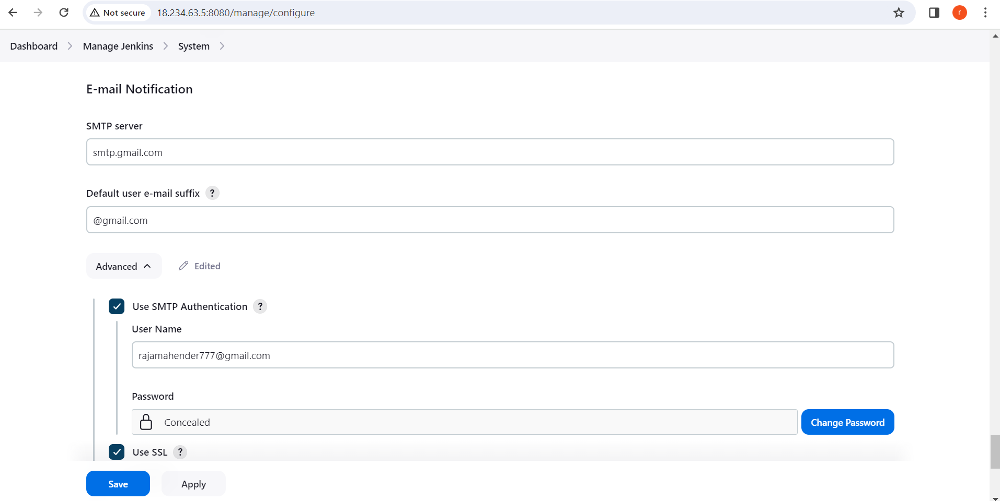 Not secure 18.234.63.5:8080/manage/configure r
Dashboard Manage Jenkins System
E-mail Notification
SMTP server
smtp.gmail.com
Default user e-mail suffix ?
@gmail.com
Advanced Edited
Use SMTP Authentication ?
User Name
rajamahender777@gmail.com
Password
Concealed Change Password
Use SSL ?
Save Apply